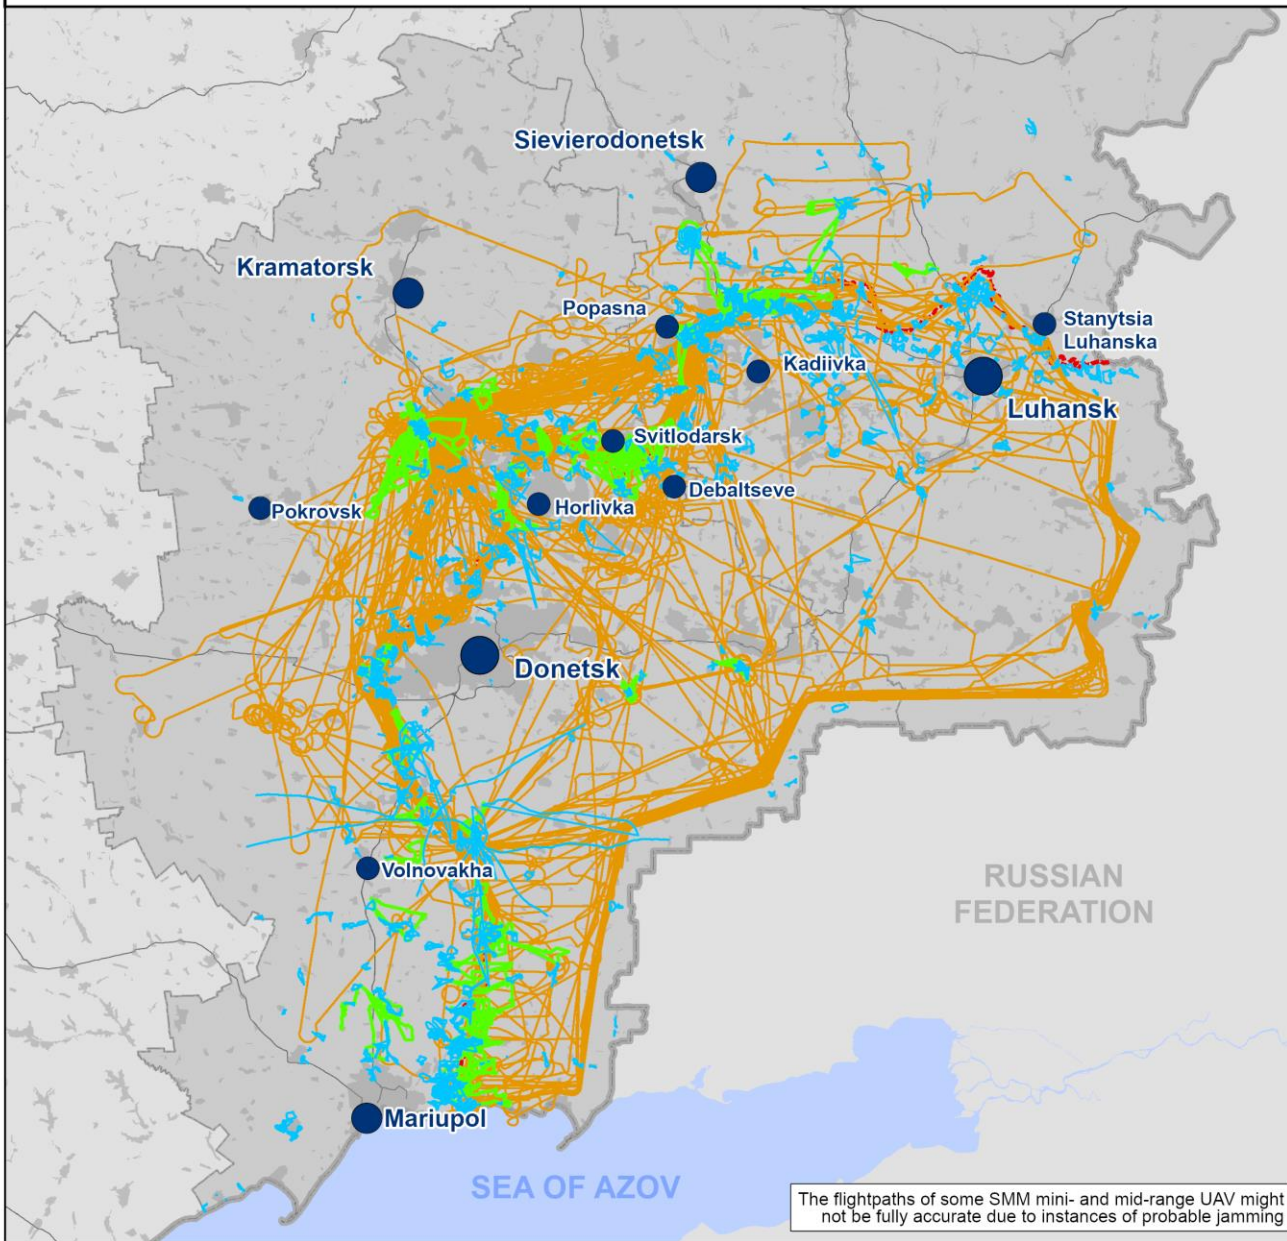 Sievierodonetsk
Kramatorsk
Popasna
Stanytsia
Luhanska
Kadiivka
Luhansk
Svitlodarsk
Debaltseve
Horlivka
Pokrovsk
Donetsk
Volnovakha
RUSSIAN
FEDERATION
Mariupol
SEA OF AZOV
The flightpaths of some SMM mini- and mid-range UAV might
not be fully accurate due to instances of probable jamming